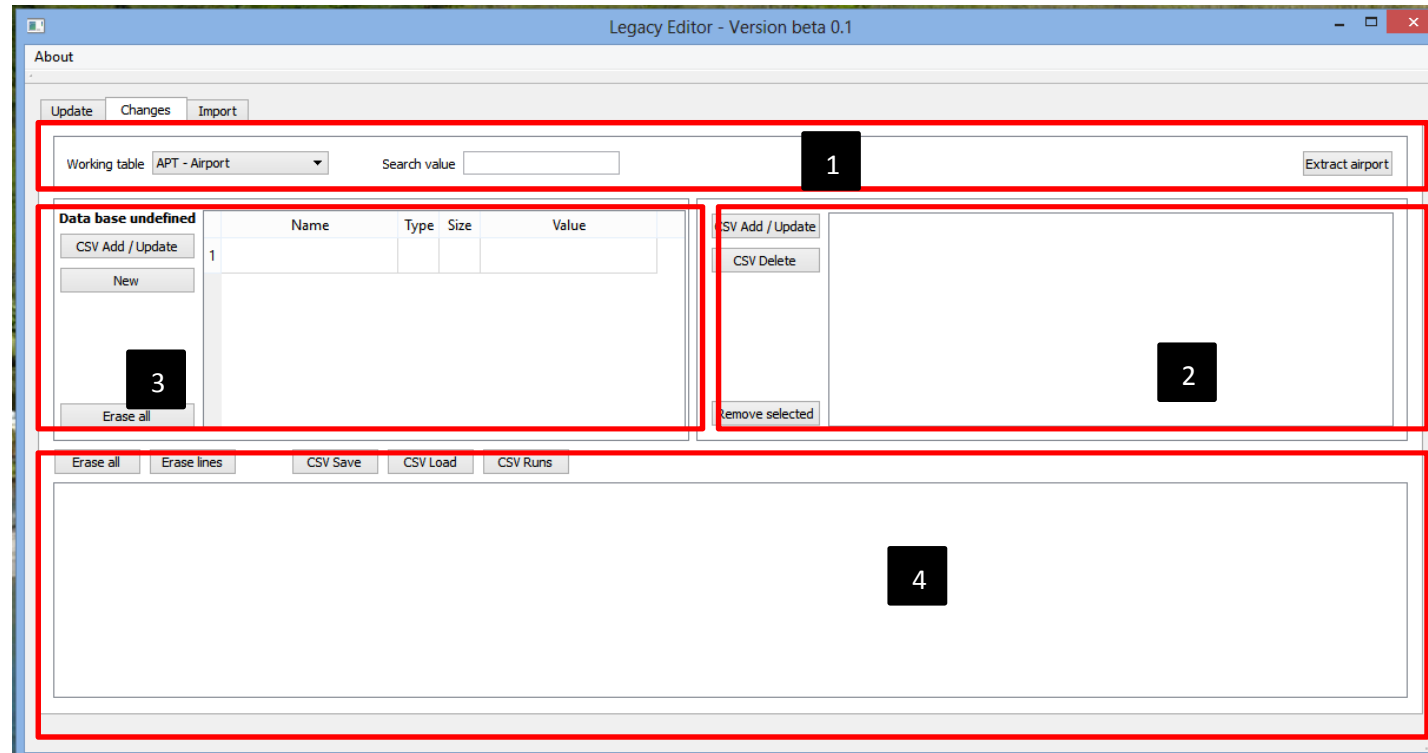 Legacy Editor - Version beta 0.1
About
Update Changes Import
Working table APT - Airport Search value 1 Extract airport
Data base undefined Name Type Size Value CSV Add / Update
CSV Add / Update 1 CSV Delete
New
3 2
Erase all Remove selected
Erase all Erase lines CSV Save CSV Load CSV Runs
4